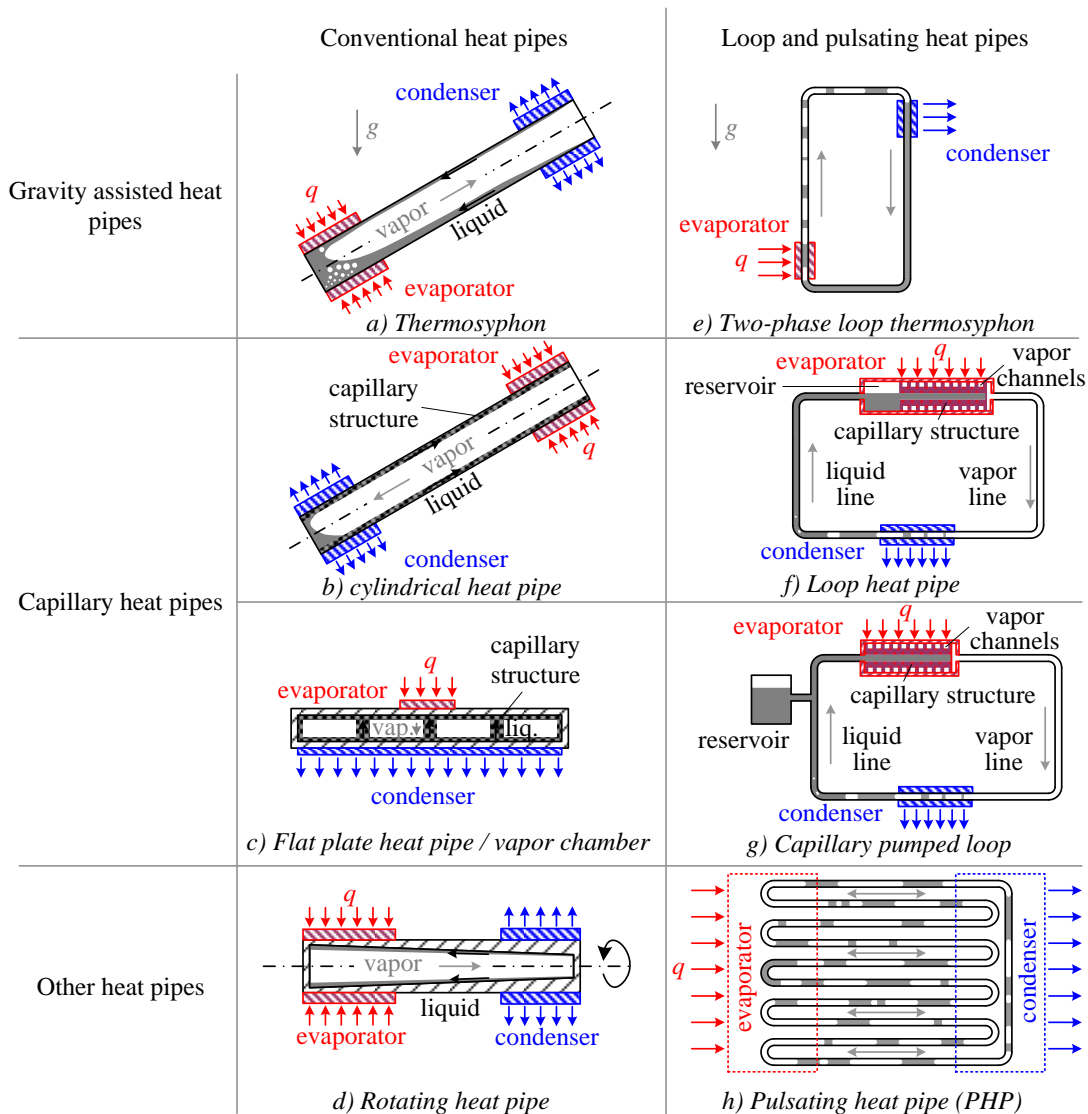 Conventional heat pipes
Loop and pulsating heat pipes
Gravity assisted heat
pipes
condenser
g
q
vapor
liquid
evaporator
a) Thermosyphon
g
condenser
evaporator
q
e) Two-phase loop thermosyphon
Capillary heat pipes
evaporator
capillary
structure
vapor
q
liquid
condenser
b) cylindrical heat pipe
evaporator
q
vapor
channels
reservoir
capillary structure
liquid
line
vapor
line
condenser
f) Loop heat pipe
q
capillary
structure
evaporator
vap.
liq.
condenser
c) Flat plate heat pipe / vapor chamber
q
evaporator
vapor
channels
capillary structure
reservoir
liquid
line
vapor
line
condenser
g) Capillary pumped loop
Other heat pipes
q
vapor
liquid
evaporator
condenser
d) Rotating heat pipe
q
evaporator
condenser
h) Pulsating heat pipe (PHP)